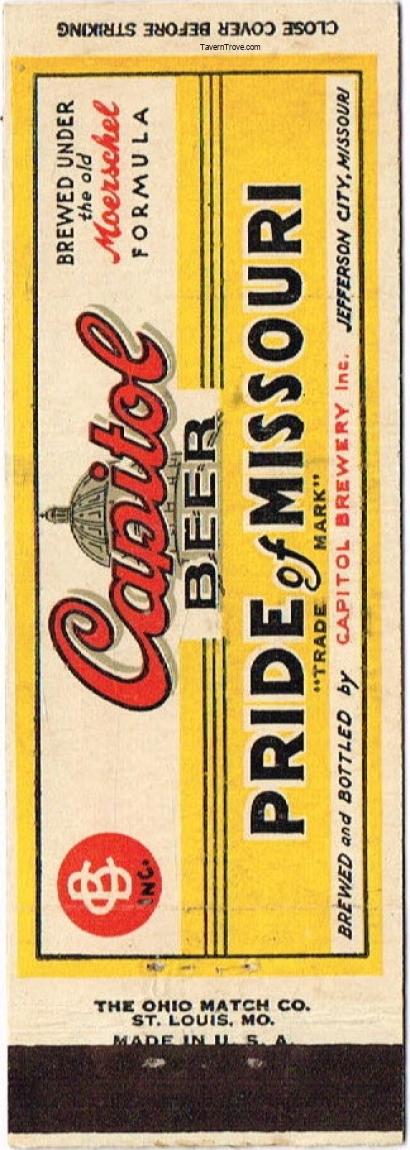 CLOSE COVER BEFORE STRIKING
TavernTrove.com
BREWED UNDER
the old
Moerschel
FORMULA
Capitol
BEER
CB
INC.
PRIDE of MISSOURI
"TRADE MARK"
BREWED and BOTTLED by CAPITOL BREWERY Inc. JEFFERSON CITY, MISSOURI
THE OHIO MATCH CO.
ST. LOUIS, MO.
MADE IN U. S. A.